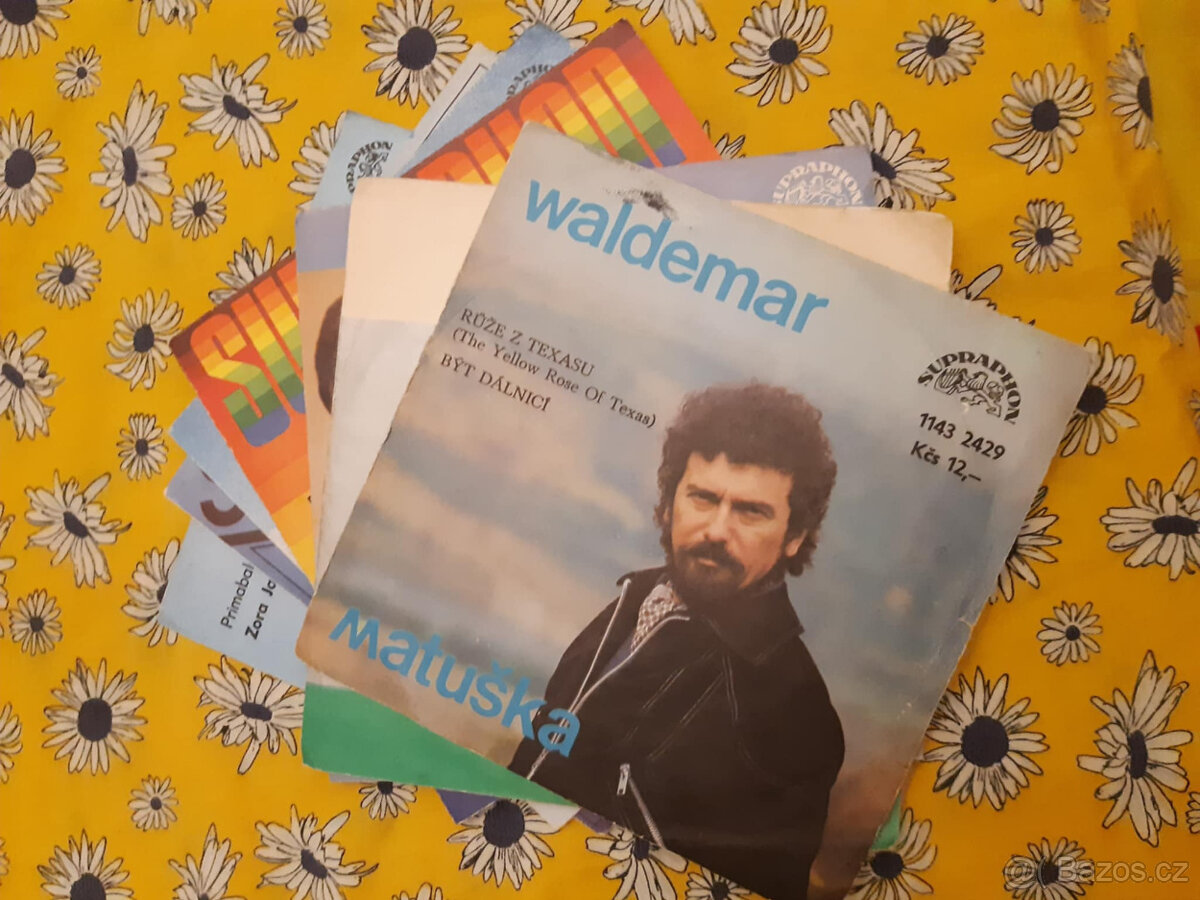 waldemar
RŮŽE Z TEXASU
(The Yellow Rose Of Texas)
BÝT DÁLNICÍ
SUPRAPHON
1143 2429
Kčs 12,–
matuška
SUPRAPHON
SUPRAPHON
Primabal
Zora Ja
© Bazos.cz